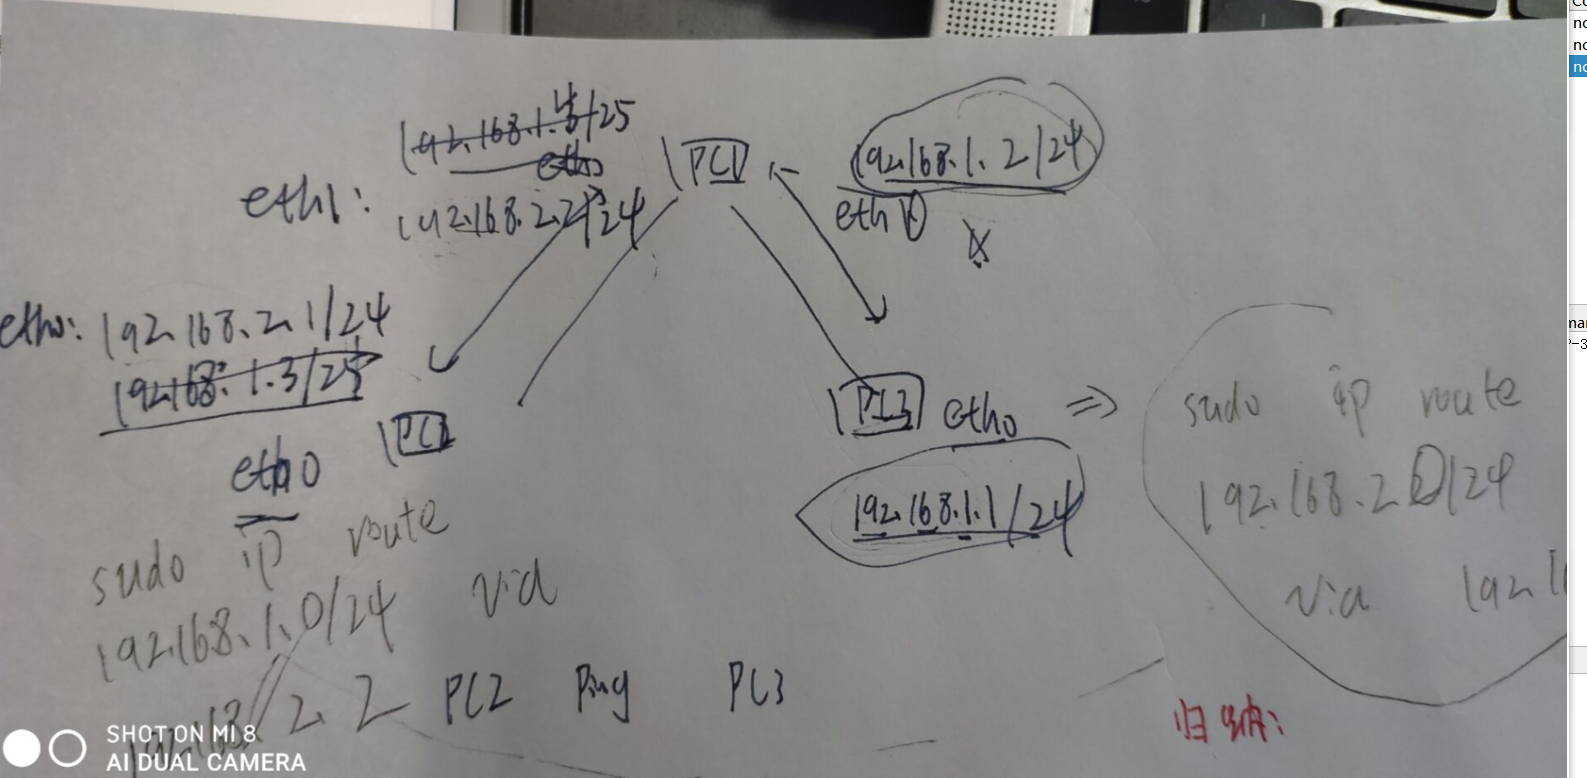 192.168.1.4/25
eth0
eth1:
192.168.2.2/24
PC1
192.168.1.2/24
eth0
eth0:
192.168.2.1/24
192.168.1.3/25
PC2
eth0
PC3 eth0 ⇒
192.168.1.1/24
sudo ip route
192.168.2.0/24
via 192.1
sudo ip route
192.168.1.0/24 via
192.168.2.2
PC2 Ping PC3
归纳:
SHOT ON MI 8
AI DUAL CAMERA